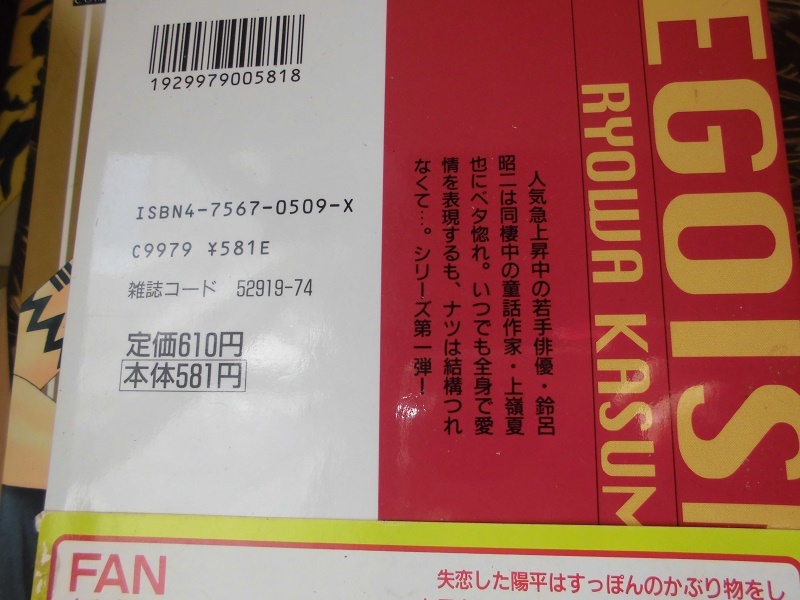 1929979005818
ISBN4-7567-0509-X
C9979 ¥581E
雑誌コード 52919-74
定価610円
本体581円
人気急上昇中の若手俳優・鈴呂
昭二は同棲中の童話作家・上嶺夏
也にベタ惚れ。いつでも全身で愛
情を表現するも、ナツは結構つれ
なくて…。シリーズ第一弾！
RYOWA KASUM
EGOIS
FAN
失恋した陽平はすっぽんのかぶり物をし